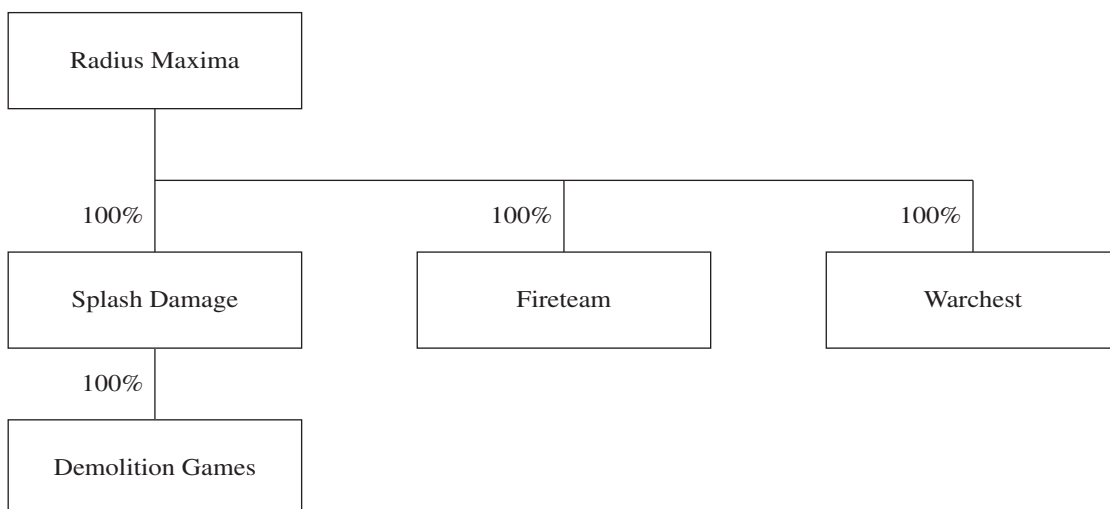 Radius Maxima
100%
100%
100%
Splash Damage
Fireteam
Warchest
100%
Demolition Games